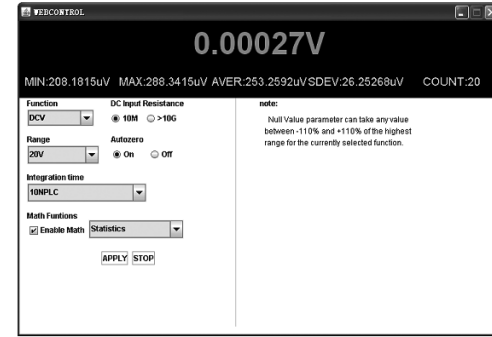 WEBCONTROL
0.00027V
MIN:208.1815uV MAX:288.3415uV AVER:253.2592uV SDEV:26.25268uV COUNT:20
Function DC Input Resistance
DCV 10M >10G
Range Autozero
20V On Off
Integration time
10NPLC
Math Funtions
Enable Math Statistics
APPLY STOP
note:
Null Value parameter can take any value
between -110% and +110% of the highest
range for the currently selected function.